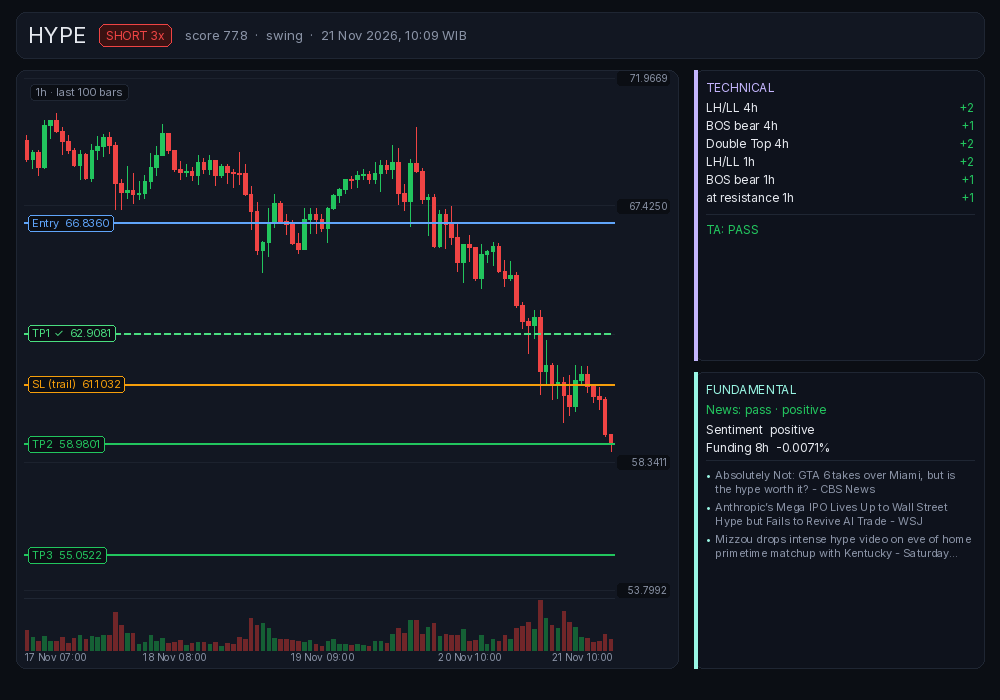 HYPE SHORT 3x score 77.8 · swing · 21 Nov 2026, 10:09 WIB
1h · last 100 bars
71.9669
67.4250
Entry 66.8360
TP1 ✓ 62.9081
SL (trail) 61.1032
TP2 58.9801
58.3411
TP3 55.0522
53.7992
17 Nov 07:00 18 Nov 08:00 19 Nov 09:00 20 Nov 10:00 21 Nov 10:00
TECHNICAL
LH/LL 4h +2
BOS bear 4h +1
Double Top 4h +2
LH/LL 1h +2
BOS bear 1h +1
at resistance 1h +1
TA: PASS
FUNDAMENTAL
News: pass · positive
Sentiment positive
Funding 8h -0.0071%
• Absolutely Not: GTA 6 takes over Miami, but is
the hype worth it? - CBS News
• Anthropic's Mega IPO Lives Up to Wall Street
Hype but Fails to Revive AI Trade - WSJ
• Mizzou drops intense hype video on eve of home
primetime matchup with Kentucky - Saturday...